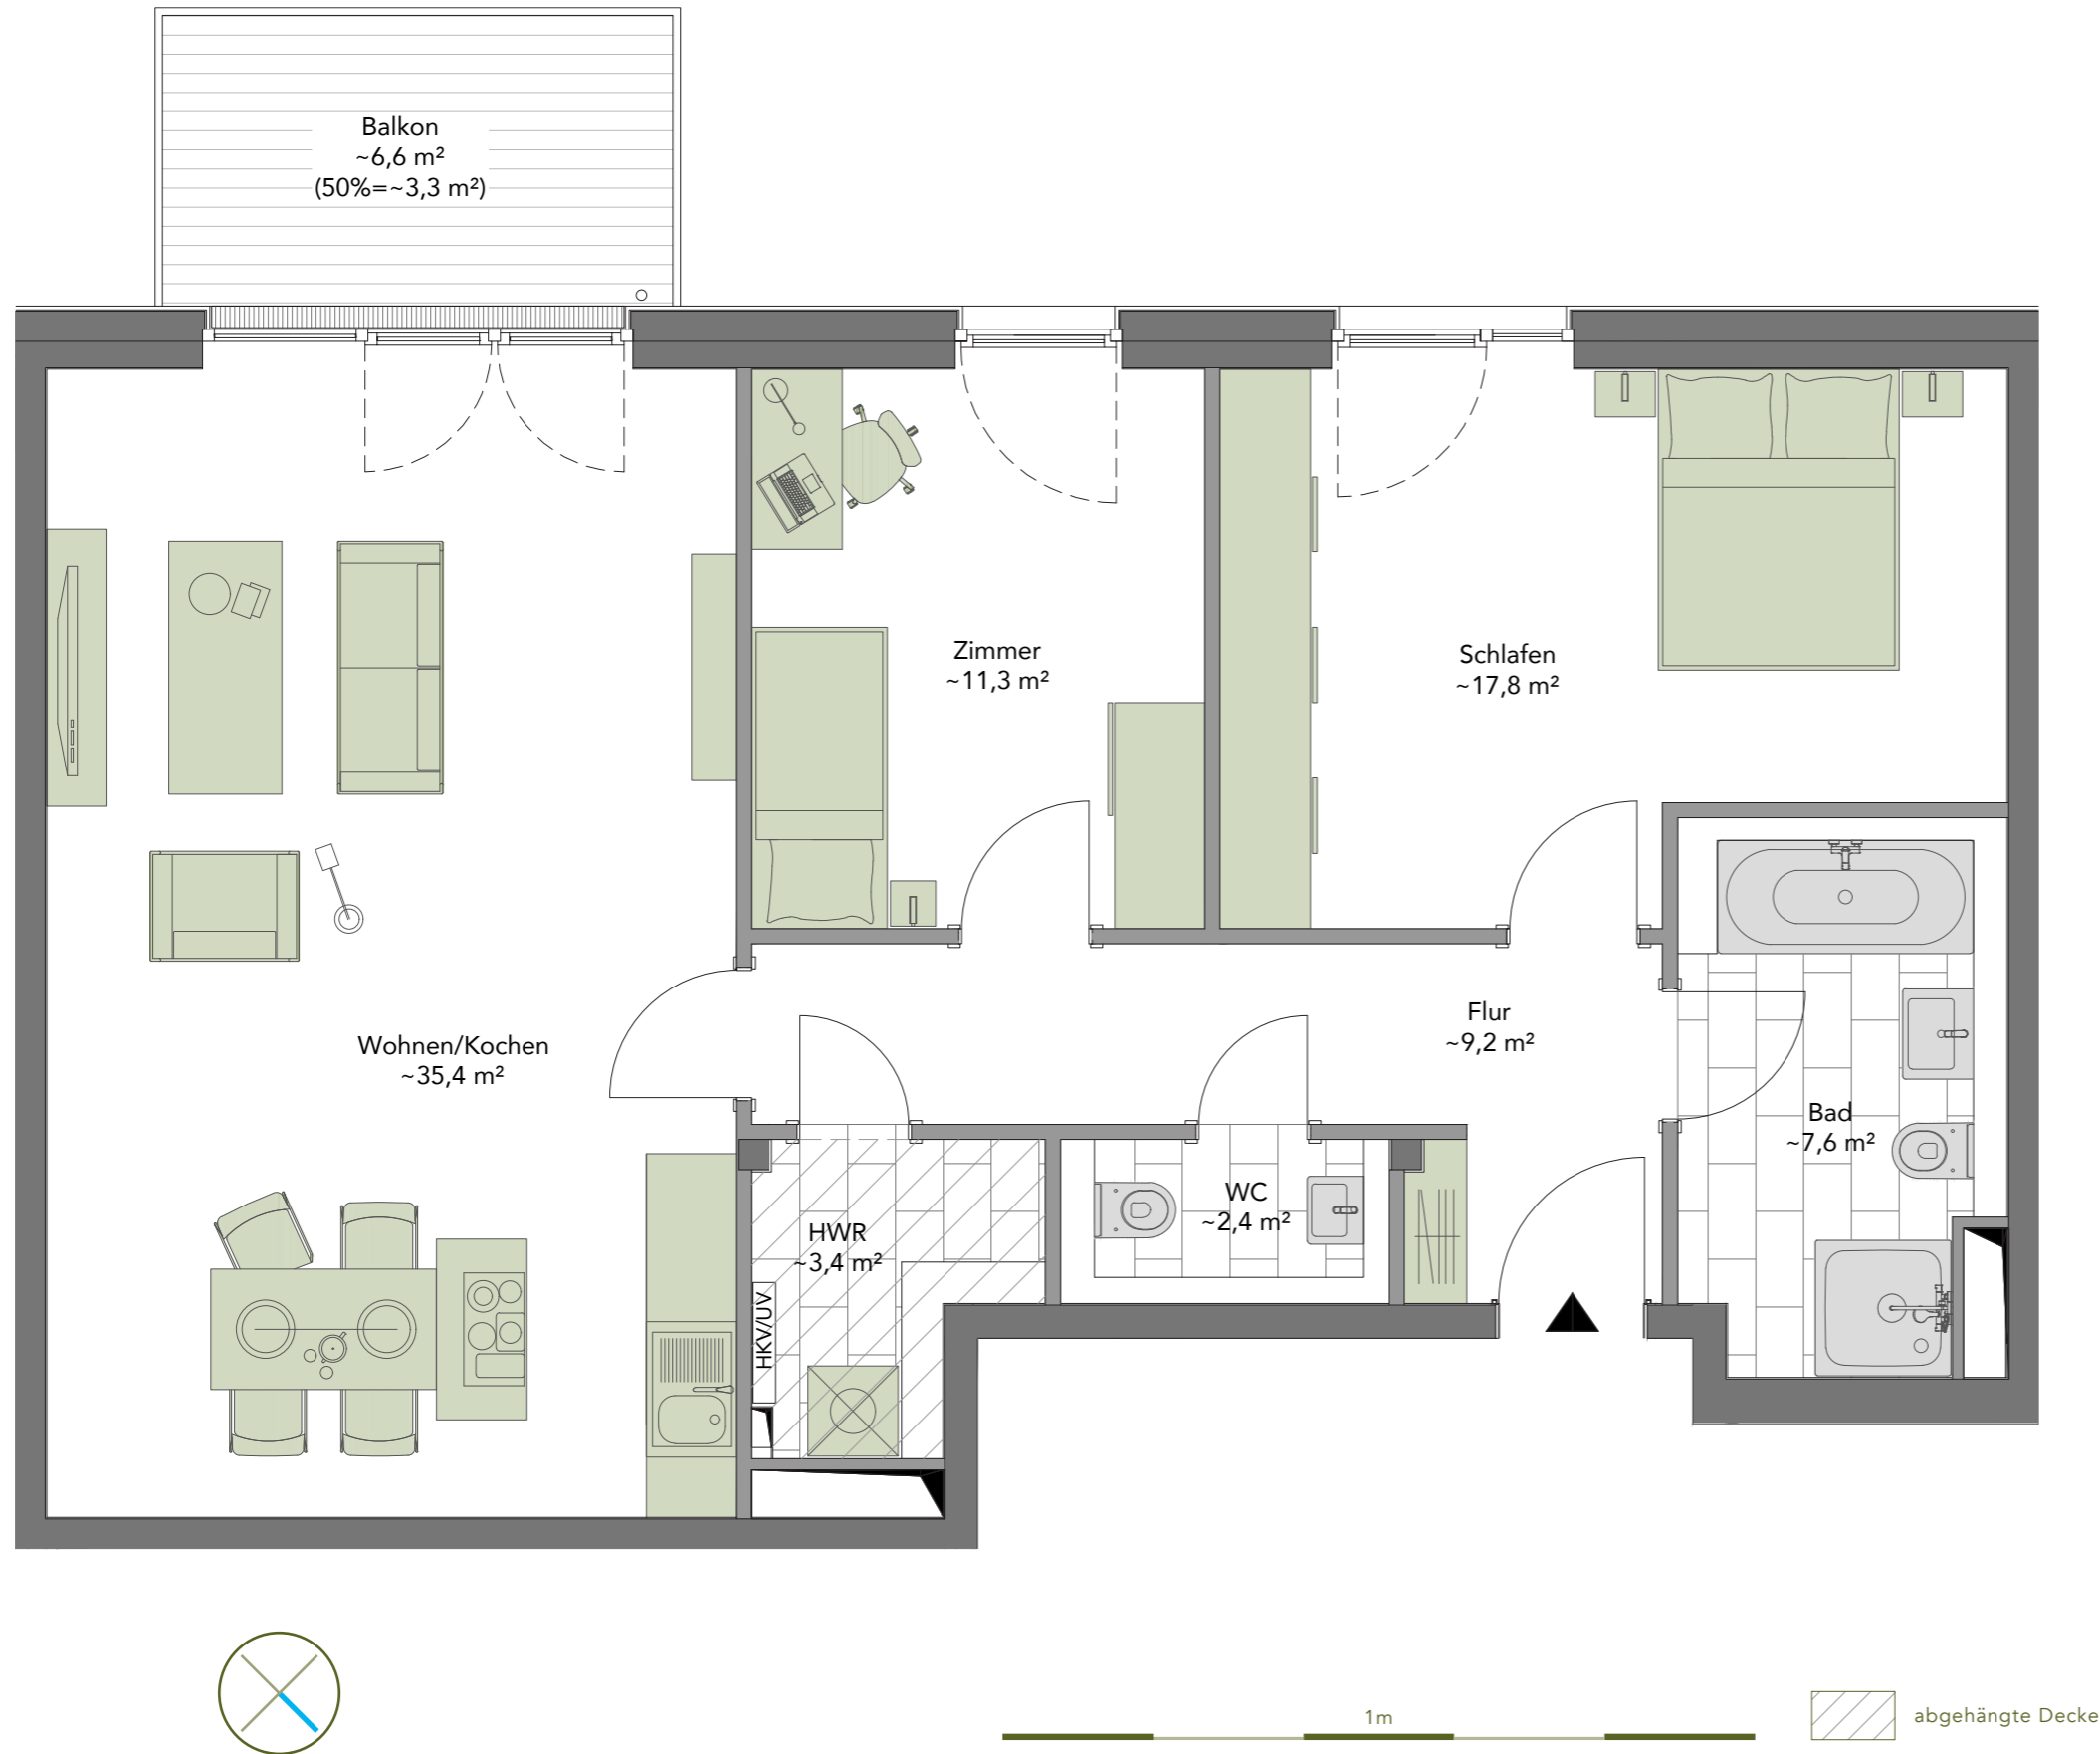 Balkon
~6,6 m²
(50%=~3,3 m²)
Zimmer
~11,3 m²
Schlafen
~17,8 m²
Wohnen/Kochen
~35,4 m²
Flur
~9,2 m²
Bad
~7,6 m²
HWR
~3,4 m²
WC
~2,4 m²
HKV/UV
1m
abgehängte Decke